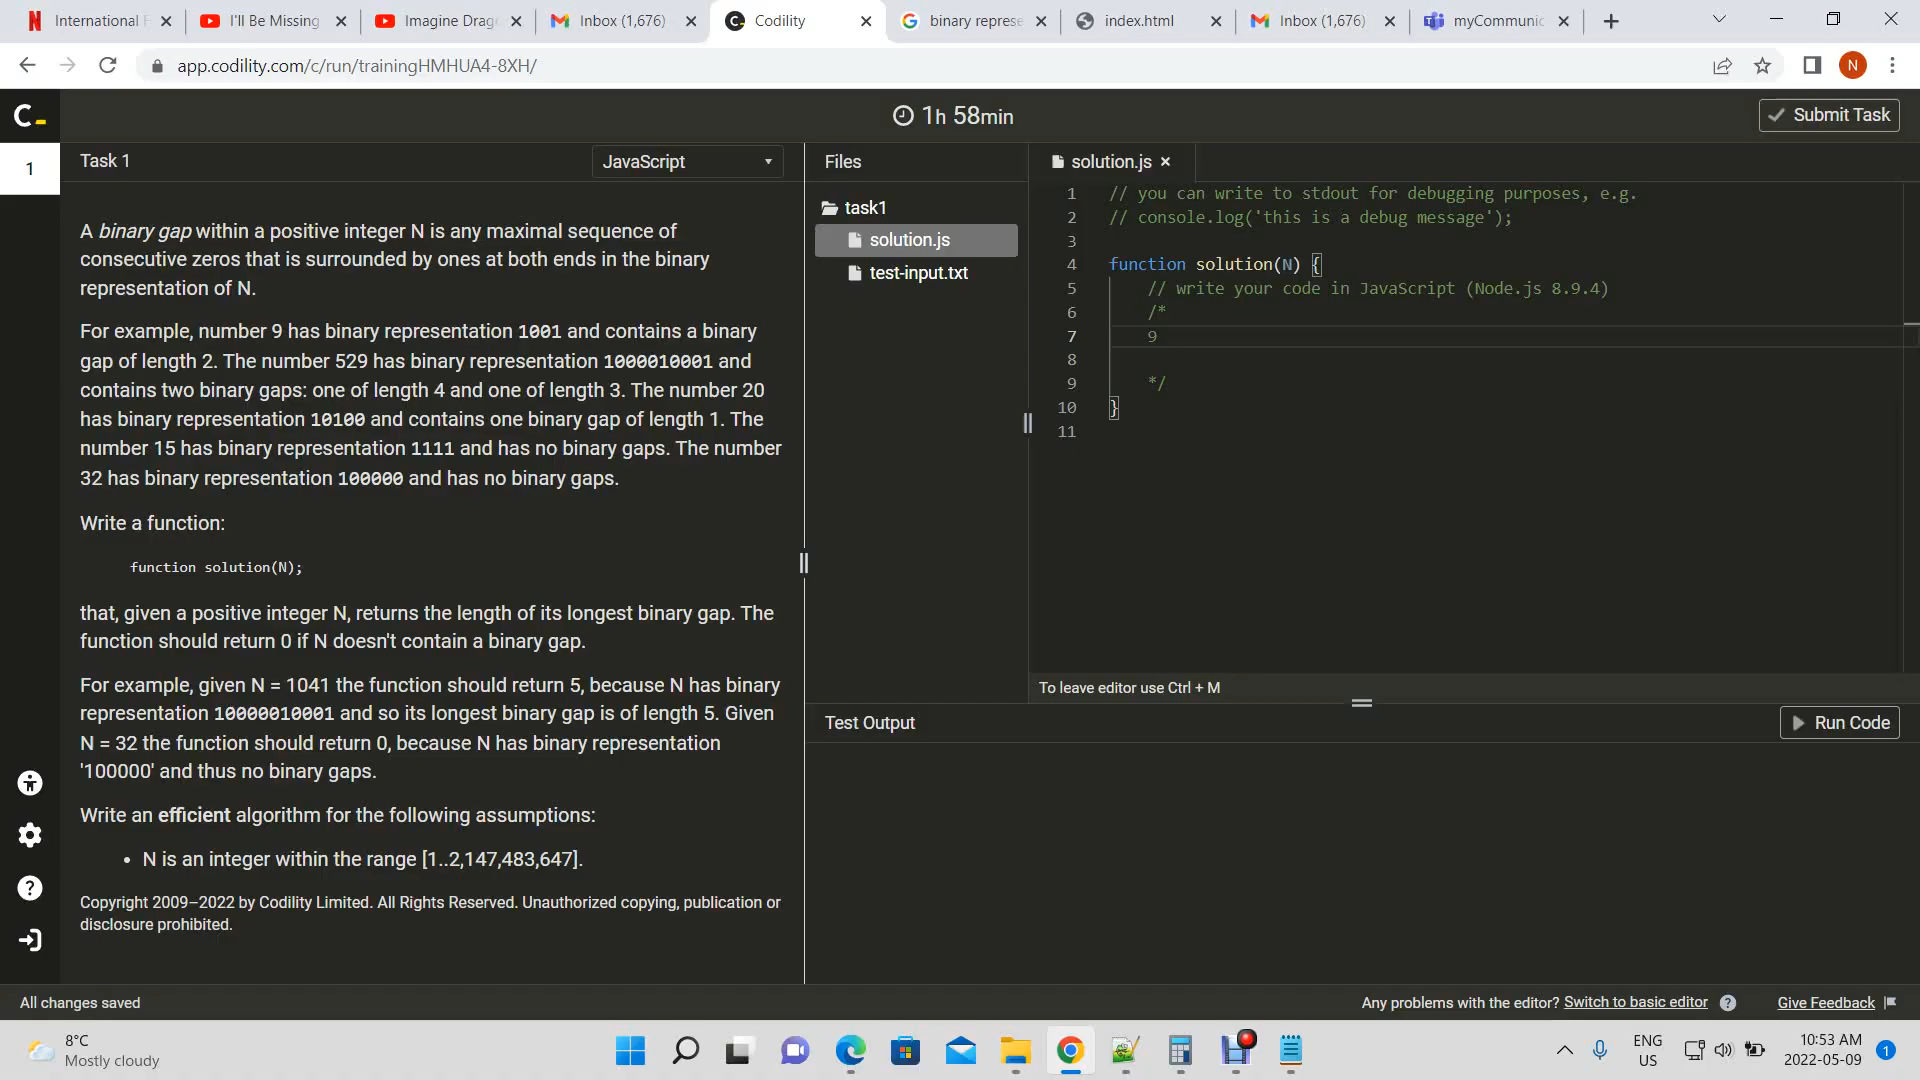 International F
I'll Be Missing
Imagine Drag
Inbox (1,676)
Codility
binary represe
index.html
Inbox (1,676)
myCommunic
app.codility.com/c/run/trainingHMHUA4-8XH/
N
C_
1h 58min
Submit Task
1
Task 1
JavaScript
Files
solution.js
task1
solution.js
test-input.txt
A binary gap within a positive integer N is any maximal sequence of
consecutive zeros that is surrounded by ones at both ends in the binary
representation of N.
For example, number 9 has binary representation 1001 and contains a binary
gap of length 2. The number 529 has binary representation 1000010001 and
contains two binary gaps: one of length 4 and one of length 3. The number 20
has binary representation 10100 and contains one binary gap of length 1. The
number 15 has binary representation 1111 and has no binary gaps. The number
32 has binary representation 100000 and has no binary gaps.
Write a function:
function solution(N);
that, given a positive integer N, returns the length of its longest binary gap. The
function should return 0 if N doesn't contain a binary gap.
For example, given N = 1041 the function should return 5, because N has binary
representation 10000010001 and so its longest binary gap is of length 5. Given
N = 32 the function should return 0, because N has binary representation
'100000' and thus no binary gaps.
Write an efficient algorithm for the following assumptions:
• N is an integer within the range [1..2,147,483,647].
Copyright 2009–2022 by Codility Limited. All Rights Reserved. Unauthorized copying, publication or
disclosure prohibited.
1 // you can write to stdout for debugging purposes, e.g.
2 // console.log('this is a debug message');
3
4 function solution(N) {
5 // write your code in JavaScript (Node.js 8.9.4)
6 /*
7 9
8
9 */
10 }
11
To leave editor use Ctrl + M
Test Output
Run Code
All changes saved
Any problems with the editor? Switch to basic editor
Give Feedback
8°C
Mostly cloudy
ENG
US
10:53 AM
2022-05-09
1